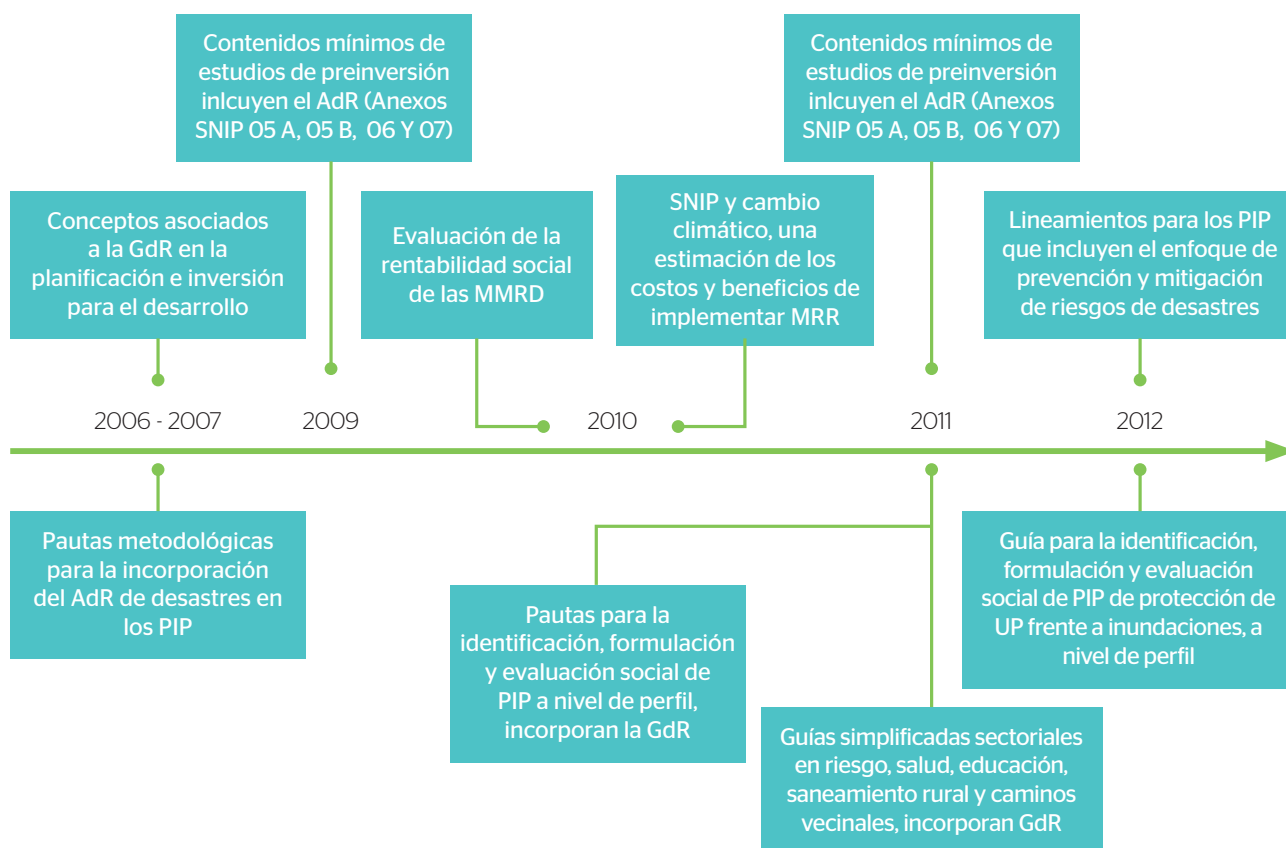 Contenidos mínimos de
estudios de preinversión
inlcuyen el AdR (Anexos
SNIP 05 A, 05 B, 06 Y 07)
Contenidos mínimos de
estudios de preinversión
inlcuyen el AdR (Anexos
SNIP 05 A, 05 B, 06 Y 07)
Conceptos asociados
a la GdR en la
planificación e inversión
para el desarrollo
Evaluación de la
rentabilidad social
de las MMRD
SNIP y cambio
climático, una
estimación de los
costos y beneficios de
implementar MRR
Lineamientos para los PIP
que incluyen el enfoque de
prevención y mitigación
de riesgos de desastres
2006 - 2007
2009
2010
2011
2012
Pautas metodológicas
para la incorporación
del AdR de desastres en
los PIP
Pautas para la
identificación, formulación
y evaluación social de
PIP a nivel de perfil,
incorporan la GdR
Guías simplificadas sectoriales
en riesgo, salud, educación,
saneamiento rural y caminos
vecinales, incorporan GdR
Guía para la identificación,
formulación y evaluación
social de PIP de protección de
UP frente a inundaciones, a
nivel de perfil